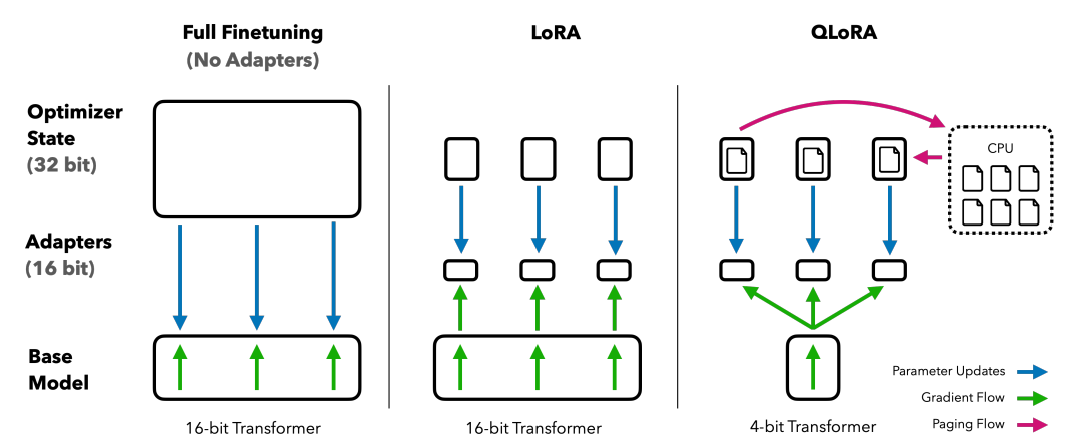 Full Finetuning
(No Adapters)
LoRA
QLoRA
Optimizer
State
(32 bit)
CPU
Adapters
(16 bit)
Base
Model
Parameter Updates
Gradient Flow
Paging Flow
16-bit Transformer
16-bit Transformer
4-bit Transformer